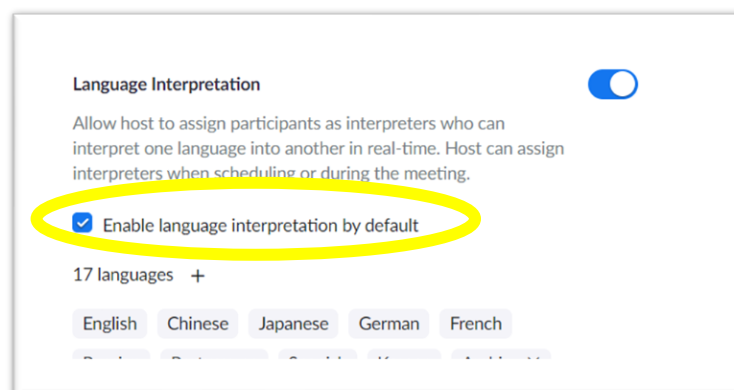 Language Interpretation
Allow host to assign participants as interpreters who can
interpret one language into another in real-time. Host can assign
interpreters when scheduling or during the meeting.
Enable language interpretation by default
17 languages +
English Chinese Japanese German French